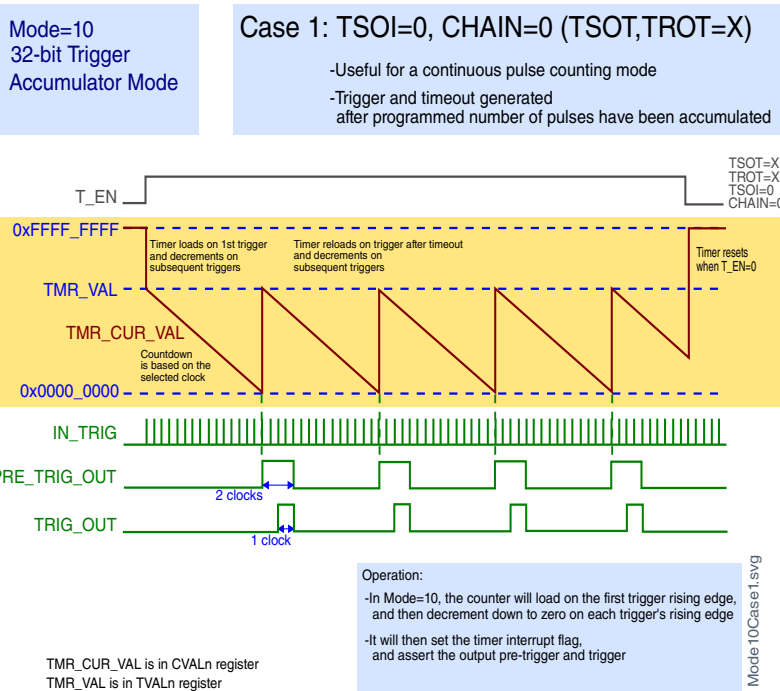 Mode=10
32-bit Trigger
Accumulator Mode
Case 1: TSOI=0, CHAIN=0 (TSOT,TROT=X)
-Useful for a continuous pulse counting mode
-Trigger and timeout generated
after programmed number of pulses have been accumulated
TSOT=X
TROT=X
TSOI=0
CHAIN=0
T_EN
0xFFFF_FFFF
Timer loads on 1st trigger
and decrements on
subsequent triggers
Timer reloads on trigger after timeout
and decrements on
subsequent triggers
Timer resets
when T_EN=0
TMR_VAL
TMR_CUR_VAL
Countdown
is based on the
selected clock
0x0000_0000
IN_TRIG
PRE_TRIG_OUT
2 clocks
TRIG_OUT
1 clock
Operation:
-In Mode=10, the counter will load on the first trigger rising edge,
and then decrement down to zero on each trigger's rising edge
-It will then set the timer interrupt flag,
and assert the output pre-trigger and trigger
Mode10Case1.svg
TMR_CUR_VAL is in CVALn register
TMR_VAL is in TVALn register